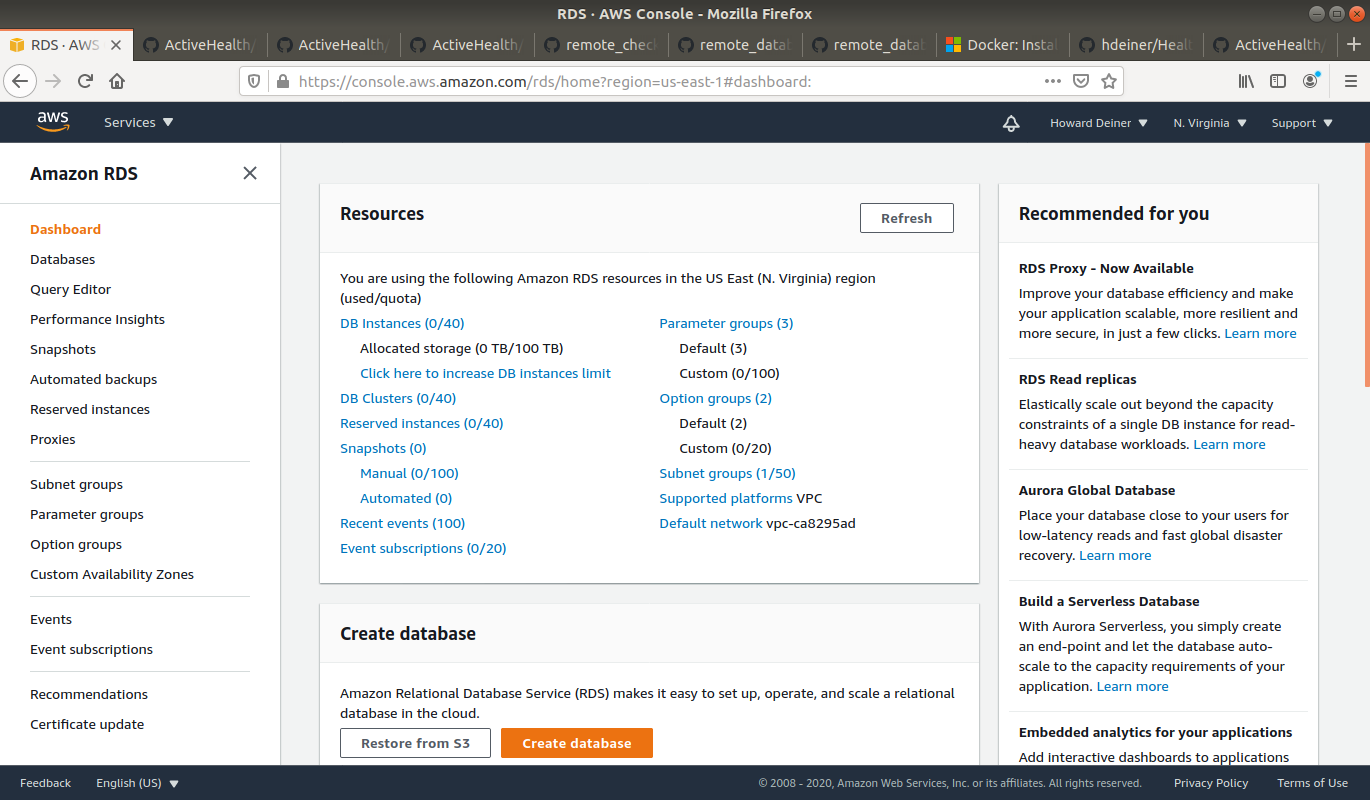 RDS · AWS Console - Mozilla Firefox
RDS · AWS
ActiveHealth/
ActiveHealth/
ActiveHealth/
remote_chec
remote_datab
remote_datab
Docker: Insta
hdeiner/Heal
ActiveHealth/
https://console.aws.amazon.com/rds/home?region=us-east-1#dashboard:
aws
Services
Howard Deiner
N. Virginia
Support
Amazon RDS
Dashboard
Databases
Query Editor
Performance Insights
Snapshots
Automated backups
Reserved instances
Proxies
Subnet groups
Parameter groups
Option groups
Custom Availability Zones
Events
Event subscriptions
Recommendations
Certificate update
Resources
Refresh
You are using the following Amazon RDS resources in the US East (N. Virginia) region
(used/quota)
DB Instances (0/40)
Allocated storage (0 TB/100 TB)
Click here to increase DB instances limit
DB Clusters (0/40)
Reserved instances (0/40)
Snapshots (0)
Manual (0/100)
Automated (0)
Recent events (100)
Event subscriptions (0/20)
Parameter groups (3)
Default (3)
Custom (0/100)
Option groups (2)
Default (2)
Custom (0/20)
Subnet groups (1/50)
Supported platforms VPC
Default network vpc-ca8295ad
Create database
Amazon Relational Database Service (RDS) makes it easy to set up, operate, and scale a relational
database in the cloud.
Restore from S3
Create database
Recommended for you
RDS Proxy - Now Available
Improve your database efficiency and make
your application scalable, more resilient and
more secure, in just a few clicks. Learn more
RDS Read replicas
Elastically scale out beyond the capacity
constraints of a single DB instance for read-
heavy database workloads. Learn more
Aurora Global Database
Place your database close to your users for
low-latency reads and fast global disaster
recovery. Learn more
Build a Serverless Database
With Aurora Serverless, you simply create
an end-point and let the database auto-
scale to the capacity requirements of your
application. Learn more
Embedded analytics for your applications
Add interactive dashboards to applications
Feedback
English (US)
© 2008 - 2020, Amazon Web Services, Inc. or its affiliates. All rights reserved.
Privacy Policy
Terms of Use